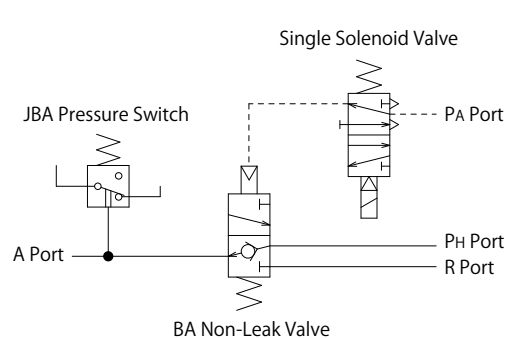 Single Solenoid Valve
JBA Pressure Switch
PA Port
PH Port
A Port
R Port
BA Non-Leak Valve